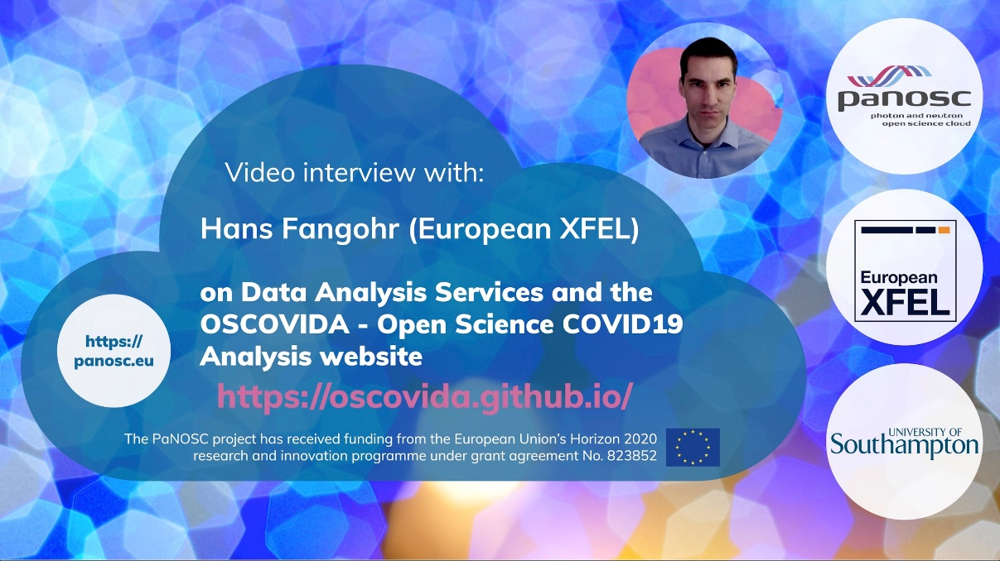 Video interview with:
Hans Fangohr (European XFEL)
on Data Analysis Services and the
OSCOVIDA - Open Science COVID19
Analysis website
https://oscovida.github.io/
https://
panosc.eu
The PaNOSC project has received funding from the European Union's Horizon 2020
research and innovation programme under grant agreement No. 823852
panosc
photon and neutron
open science cloud
European
XFEL
UNIVERSITY OF
Southampton